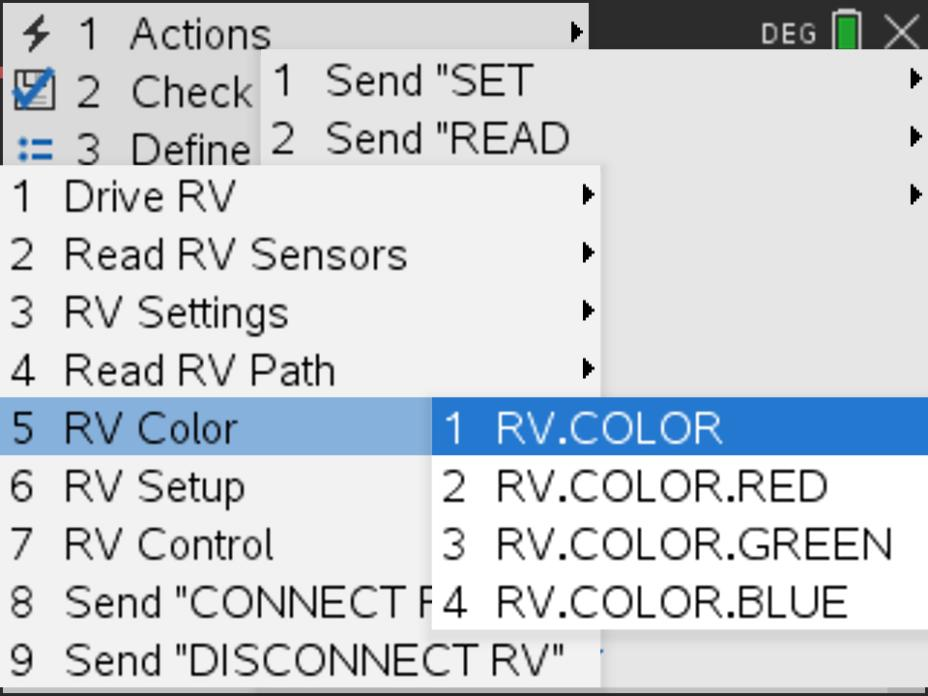 1 Actions
DEG
2 Check
3 Define
1 Send "SET
2 Send "READ
1 Drive RV
2 Read RV Sensors
3 RV Settings
4 Read RV Path
5 RV Color
6 RV Setup
7 RV Control
8 Send "CONNECT
9 Send "DISCONNECT RV"
1 RV.COLOR
2 RV.COLOR.RED
3 RV.COLOR.GREEN
4 RV.COLOR.BLUE